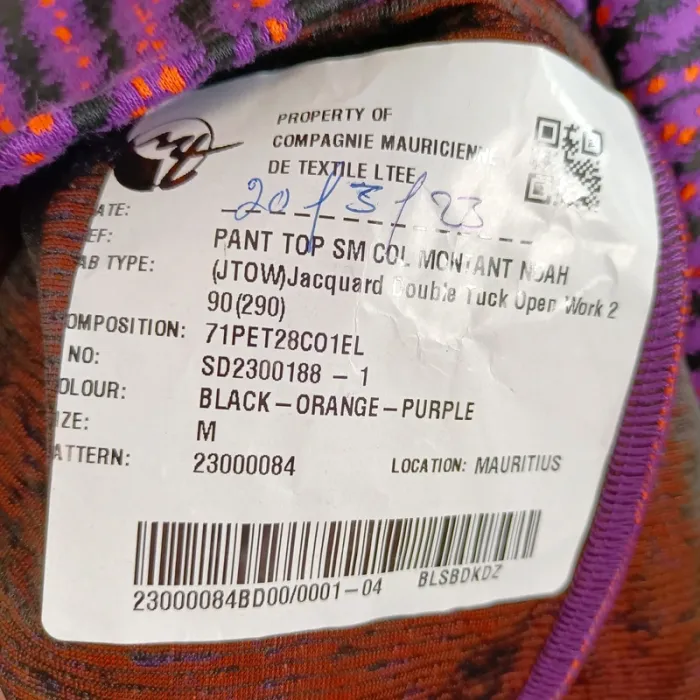 PROPERTY OF
COMPAGNIE MAURICIENNE
DE TEXTILE LTEE
ATE: 20/3/23
EF: PANT TOP SM COL MONTANT NOAH
AB TYPE: (JTOW)Jacquard Double Tuck Open Work 2
90(290)
OMPOSITION: 71PET28CO1EL
NO: SD2300188 - 1
OLOUR: BLACK-ORANGE-PURPLE
IZE: M
ATTERN: 23000084 LOCATION: MAURITIUS
23000084BD00/0001-04 BLSBDKDZ